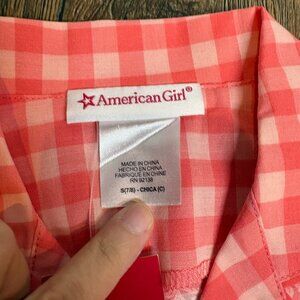 American Girl®
MADE IN CHINA
HECHO EN CHINA
FABRIQUÉ EN CHINE
RN 92138
S(7/8) - CHICA (C)